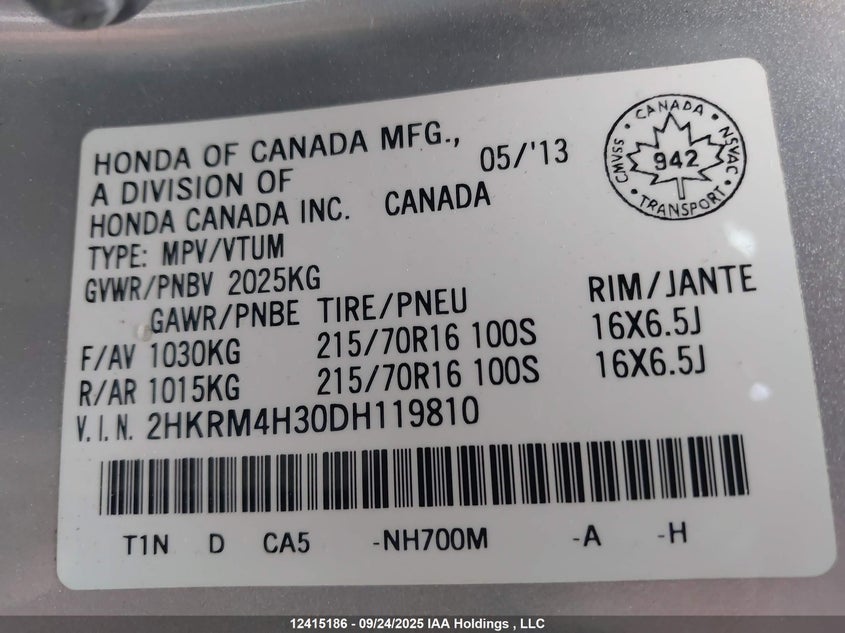 HONDA OF CANADA MFG., 05/'13
A DIVISION OF
HONDA CANADA INC. CANADA
TYPE: MPV/VTUM
GVWR/PNBV 2025KG
GAWR/PNBE TIRE/PNEU RIM/JANTE
F/AV 1030KG 215/70R16 100S 16X6.5J
R/AR 1015KG 215/70R16 100S 16X6.5J
V.I.N. 2HKRM4H30DH119810
T1N D CA5 -NH700M -A -H
CANADA
CMVSS 942 NSVAC
TRANSPORT
12415186 - 09/24/2025 IAA Holdings , LLC